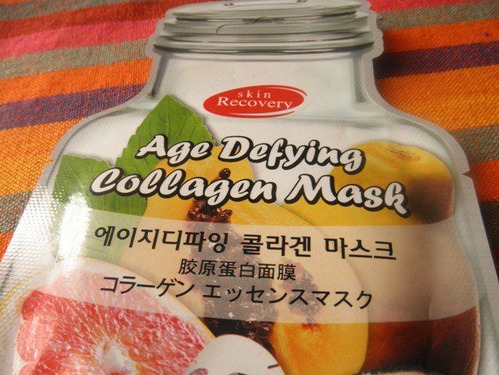 skin
Recovery
Age Defying
Collagen Mask
에이지디파잉 콜라겐 마스크
胶原蛋白面膜
コラーゲン エッセンスマスク